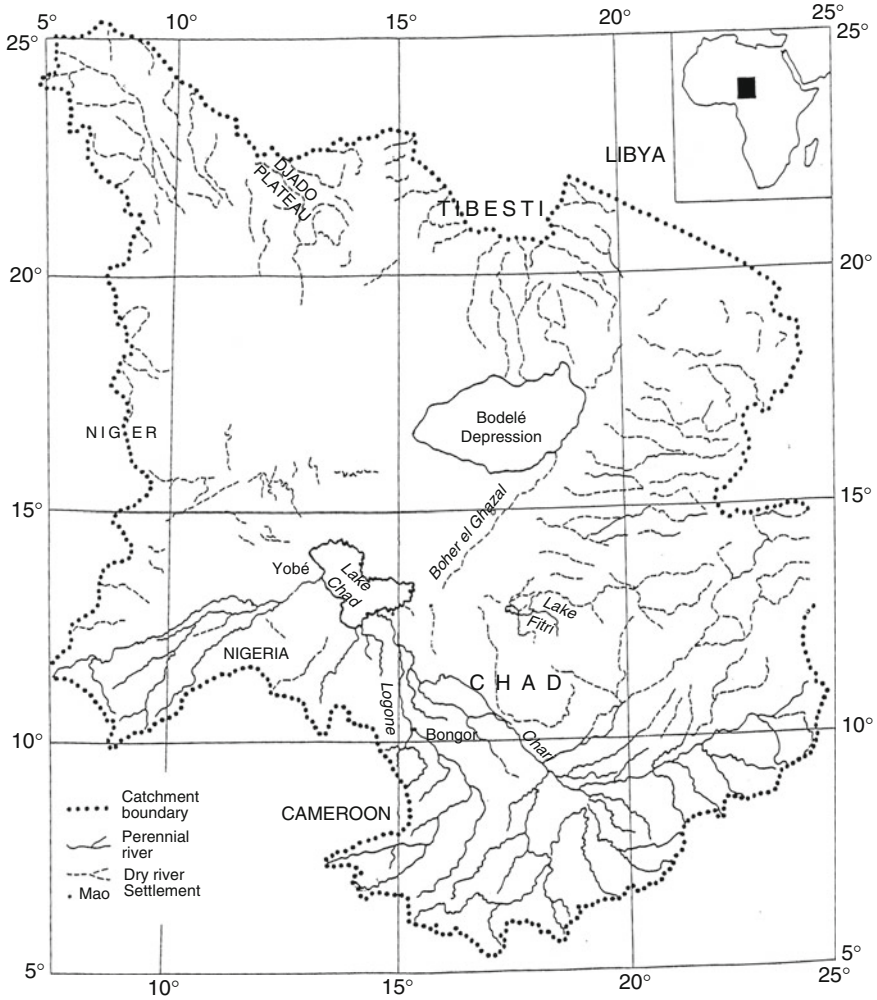 5°
10°
15°
20°
25°
25°
25°
LIBYA
DJADO
PLATEAU
TIBESTI
20°
20°
Bodelé
Depression
NIGER
15°
15°
Boher el Ghazal
Yobé
Lake
Chad
Lake
Fitri
NIGERIA
CHAD
Logone
Chari
10°
10°
Bongor
Catchment
boundary
CAMEROON
Perennial
river
Dry river
Mao Settlement
5°
5°
10°
15°
20°
25°